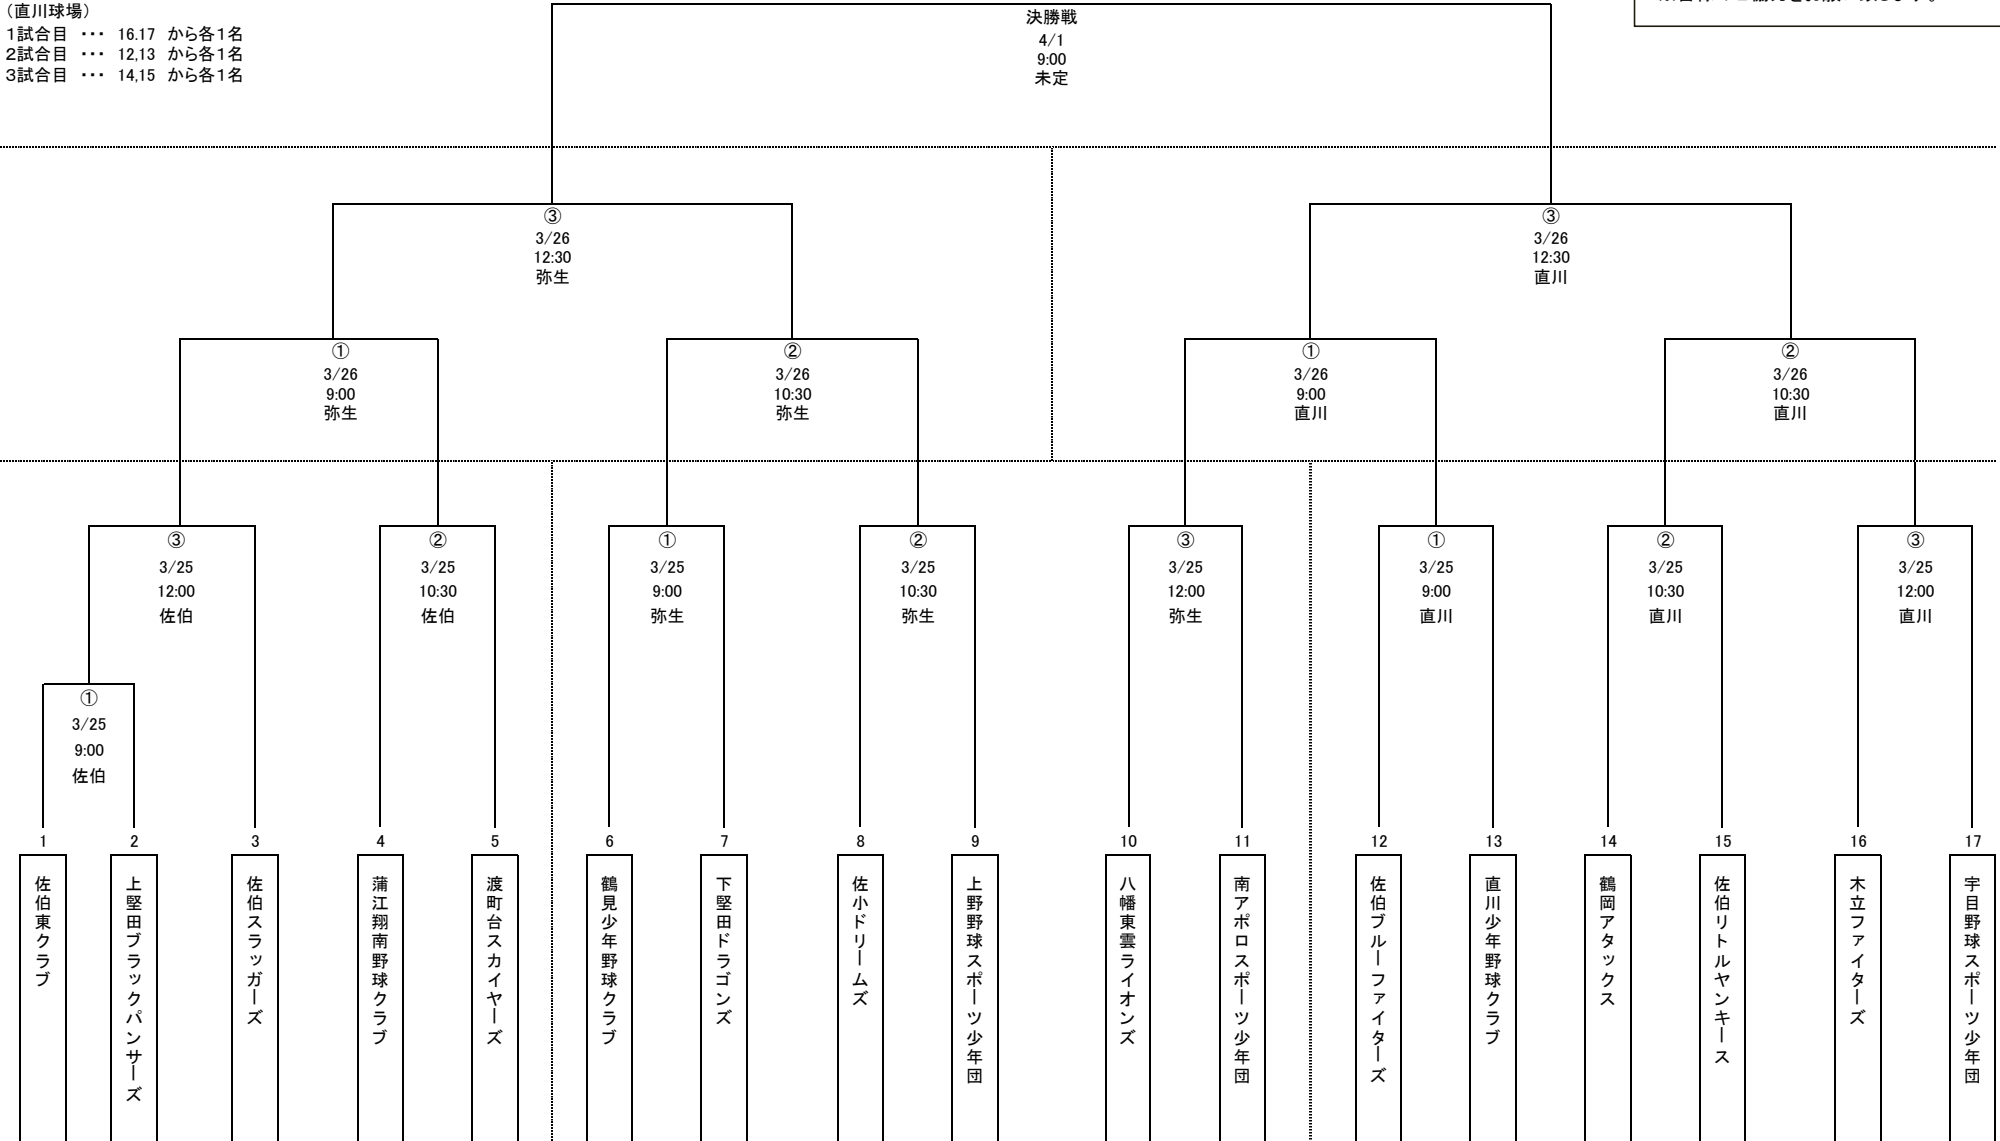 （直川球場）
1試合目 ・・・ 16.17 から各1名
2試合目 ・・・ 12,13 から各1名
3試合目 ・・・ 14,15 から各1名
決勝戦
4/1
9:00
未定
③
3/26
12:30
弥生
③
3/26
12:30
直川
①
3/26
9:00
弥生
②
3/26
10:30
弥生
①
3/26
9:00
直川
②
3/26
10:30
直川
③
3/25
12:00
佐伯
②
3/25
10:30
佐伯
①
3/25
9:00
弥生
②
3/25
10:30
弥生
③
3/25
12:00
弥生
①
3/25
9:00
直川
②
3/25
10:30
直川
③
3/25
12:00
直川
①
3/25
9:00
佐伯
1
2
3
4
5
6
7
8
9
10
11
12
13
14
15
16
17
佐伯東クラブ
上堅田ブラックパンサーズ
佐伯スラッガーズ
蒲江翔南野球クラブ
渡町台スカイヤーズ
鶴見少年野球クラブ
下堅田ドラゴンズ
佐小ドリームズ
上野野球スポーツ少年団
八幡東雲ライオンズ
南アポロスポーツ少年団
佐伯ブルーファイターズ
直川少年野球クラブ
鶴岡アタックス
佐伯リトルヤンキース
木立ファイターズ
宇目野球スポーツ少年団